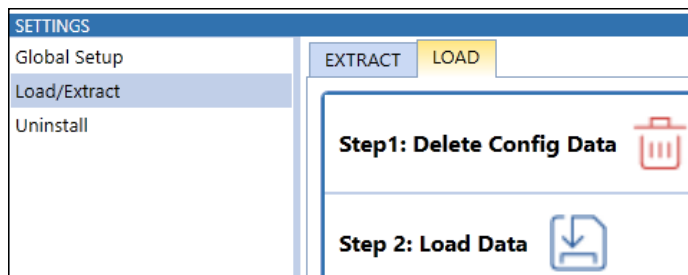 SETTINGS
Global Setup
Load/Extract
Uninstall
EXTRACT LOAD
Step1: Delete Config Data
Step 2: Load Data